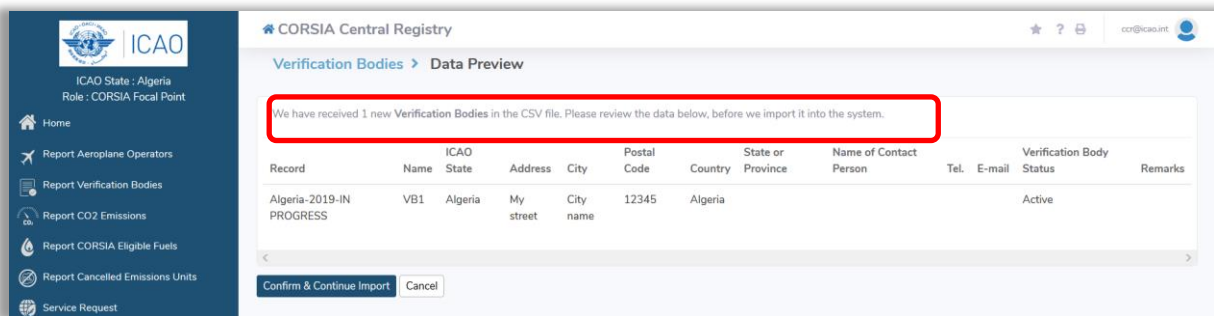 ICAO
CORSIA Central Registry
ccr@icao.int
ICAO State : Algeria
Role : CORSIA Focal Point
Home
Report Aeroplane Operators
Report Verification Bodies
Report CO2 Emissions
Report CORSIA Eligible Fuels
Report Cancelled Emissions Units
Service Request
Verification Bodies > Data Preview
We have received 1 new Verification Bodies in the CSV file. Please review the data below, before we import it into the system.
Record Name ICAO State Address City Postal Code Country State or Province Name of Contact Person Tel. E-mail Verification Body Status Remarks
Algeria-2019-IN PROGRESS VB1 Algeria My street City name 12345 Algeria Active
Confirm & Continue Import Cancel